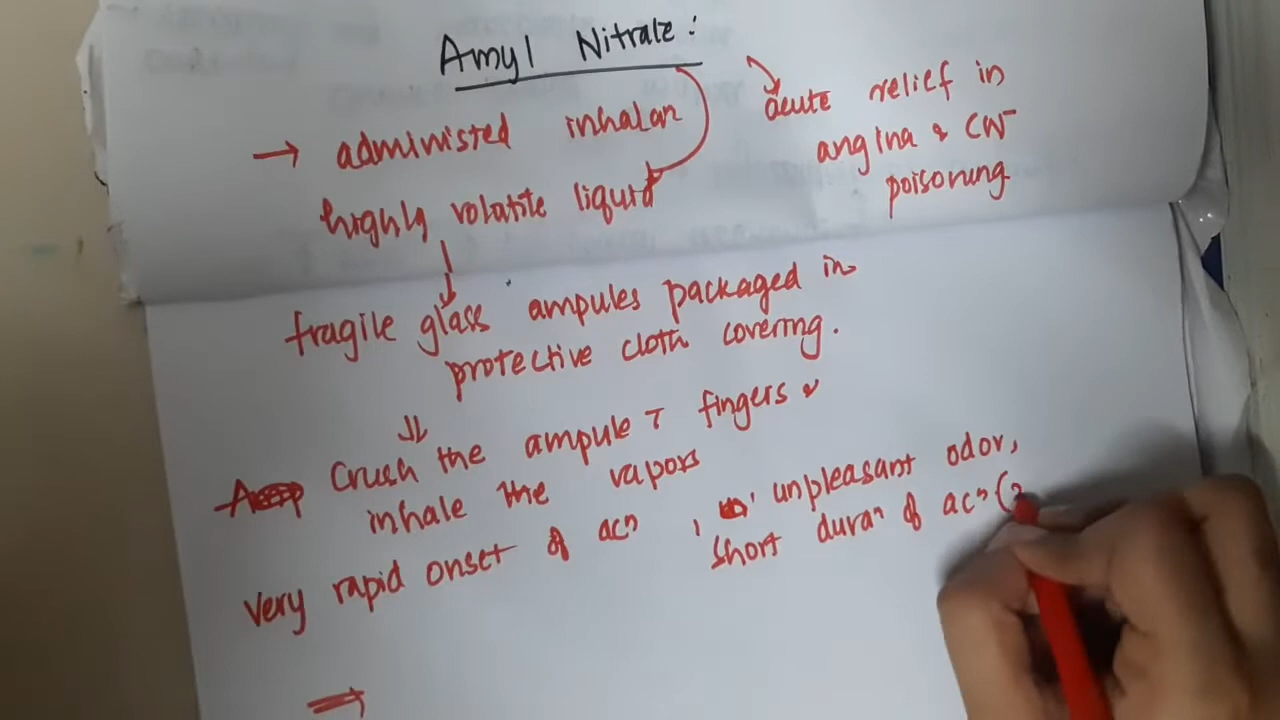 Amyl Nitrate:
→ administed inhalan
acute relief in
angina & CN⁻
poisonung
highly volatile liquid
fragile glass ampules packaged in
protective cloth covering.
Crush the ampule fingers &
inhale the vapors
very rapid onset of acⁿ , unpleasant odor,
short duraⁿ of acⁿ (